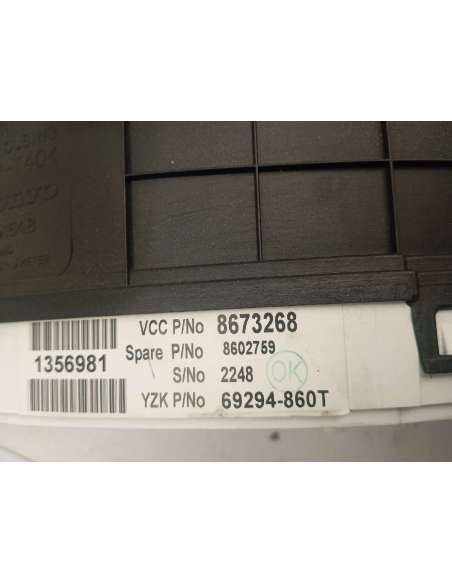 VCC P/No 8673268
1356981
Spare P/No 8602759
S/No 2248
OK
YZK P/No 69294-860T